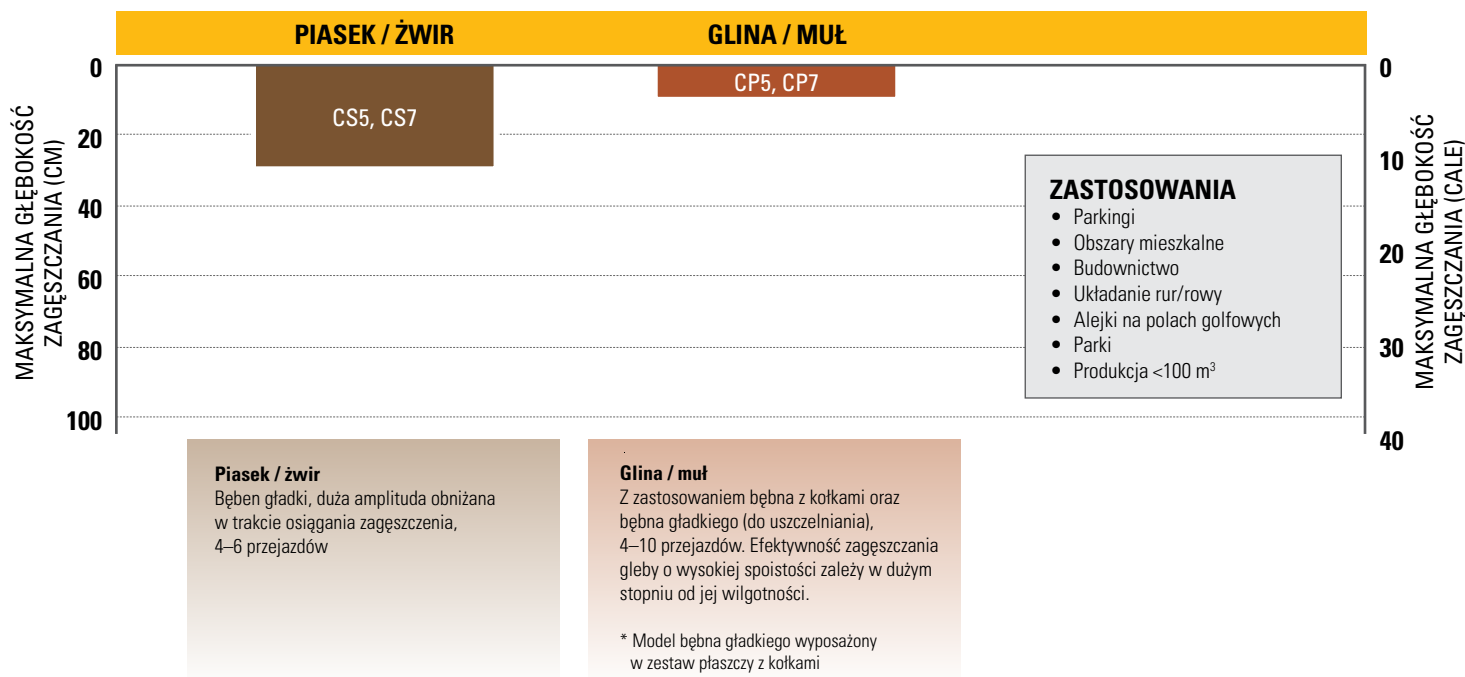 PIASEK / ŻWIR
GLINA / MUŁ
MAKSYMALNA GŁĘBOKOŚĆ
ZAGĘSZCZANIA (CM)
0
20
40
60
80
100
CS5, CS7
CP5, CP7
0
10
20
30
40
MAKSYMALNA GŁĘBOKOŚĆ
ZAGĘSZCZANIA (CALE)
ZASTOSOWANIA
• Parkingi
• Obszary mieszkalne
• Budownictwo
• Układanie rur/rowy
• Alejki na polach golfowych
• Parki
• Produkcja <100 m³
Piasek / żwir
Bęben gładki, duża amplituda obniżana
w trakcie osiągania zagęszczenia,
4–6 przejazdów
Glina / muł
Z zastosowaniem bębna z kołkami oraz
bębna gładkiego (do uszczelniania),
4–10 przejazdów. Efektywność zagęszczania
gleby o wysokiej spoistości zależy w dużym
stopniu od jej wilgotności.
* Model bębna gładkiego wyposażony
w zestaw płaszczy z kołkami